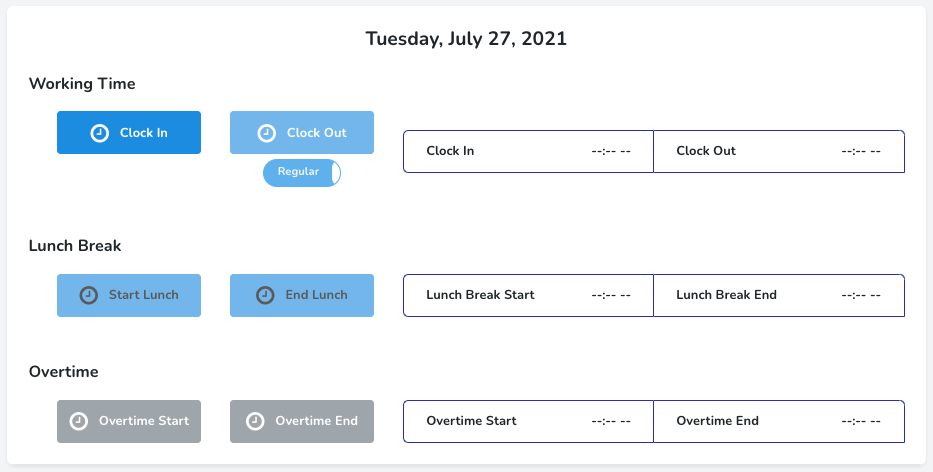 Tuesday, July 27, 2021
Working Time
Clock In
Clock Out
Regular
Clock In --:-- --
Clock Out --:-- --
Lunch Break
Start Lunch
End Lunch
Lunch Break Start --:-- --
Lunch Break End --:-- --
Overtime
Overtime Start
Overtime End
Overtime Start --:-- --
Overtime End --:-- --